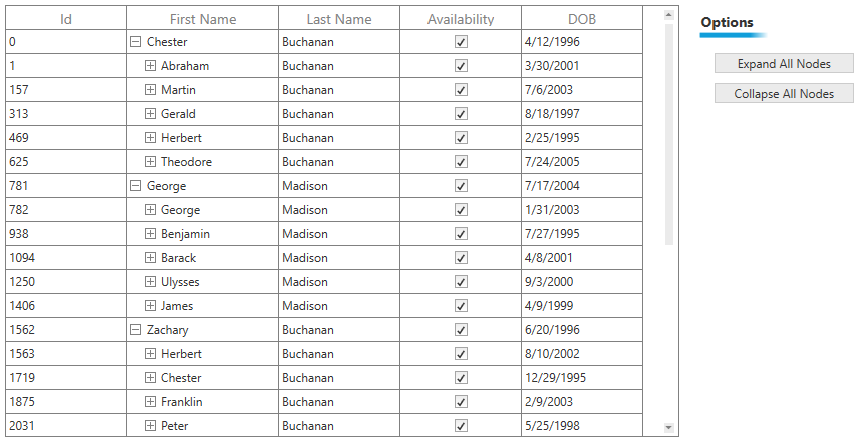 Id First Name Last Name Availability DOB
0 Chester Buchanan 4/12/1996
1 Abraham Buchanan 3/30/2001
157 Martin Buchanan 7/6/2003
313 Gerald Buchanan 8/18/1997
469 Herbert Buchanan 2/25/1995
625 Theodore Buchanan 7/24/2005
781 George Madison 7/17/2004
782 George Madison 1/31/2003
938 Benjamin Madison 7/27/1995
1094 Barack Madison 4/8/2001
1250 Ulysses Madison 9/3/2000
1406 James Madison 4/9/1999
1562 Zachary Buchanan 6/20/1996
1563 Herbert Buchanan 8/10/2002
1719 Chester Buchanan 12/29/1995
1875 Franklin Buchanan 2/9/2003
2031 Peter Buchanan 5/25/1998
Options
Expand All Nodes
Collapse All Nodes